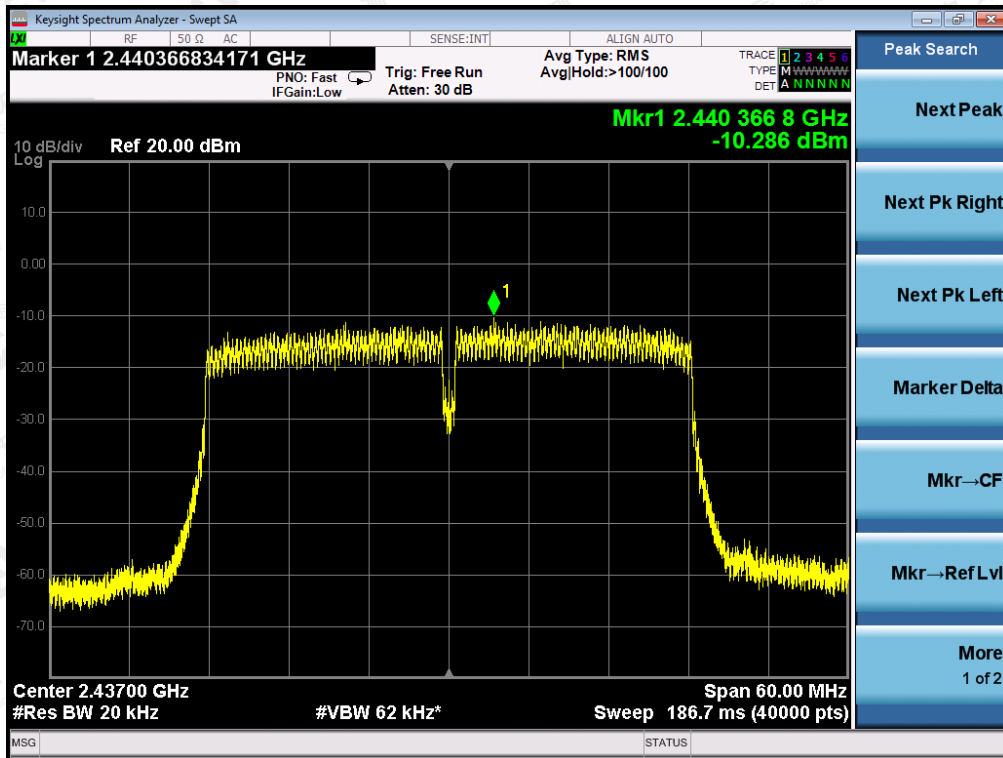 Keysight Spectrum Analyzer - Swept SA
LXI RF 50 Ω AC SENSE:INT ALIGN AUTO
Marker 1 2.440366834171 GHz
PNO: Fast
IFGain:Low
Trig: Free Run
Atten: 30 dB
Avg Type: RMS
Avg|Hold:>100/100
TRACE 1 2 3 4 5 6
TYPE M WWWWW
DET A N N N N N
Mkr1 2.440 366 8 GHz
-10.286 dBm
10 dB/div Ref 20.00 dBm
Log
10.0
0.00
-10.0
-20.0
-30.0
-40.0
-50.0
-60.0
-70.0
1
Center 2.43700 GHz Span 60.00 MHz
#Res BW 20 kHz #VBW 62 kHz* Sweep 186.7 ms (40000 pts)
MSG STATUS
Peak Search
Next Peak
Next Pk Right
Next Pk Left
Marker Delta
Mkr→CF
Mkr→Ref Lvl
More
1 of 2